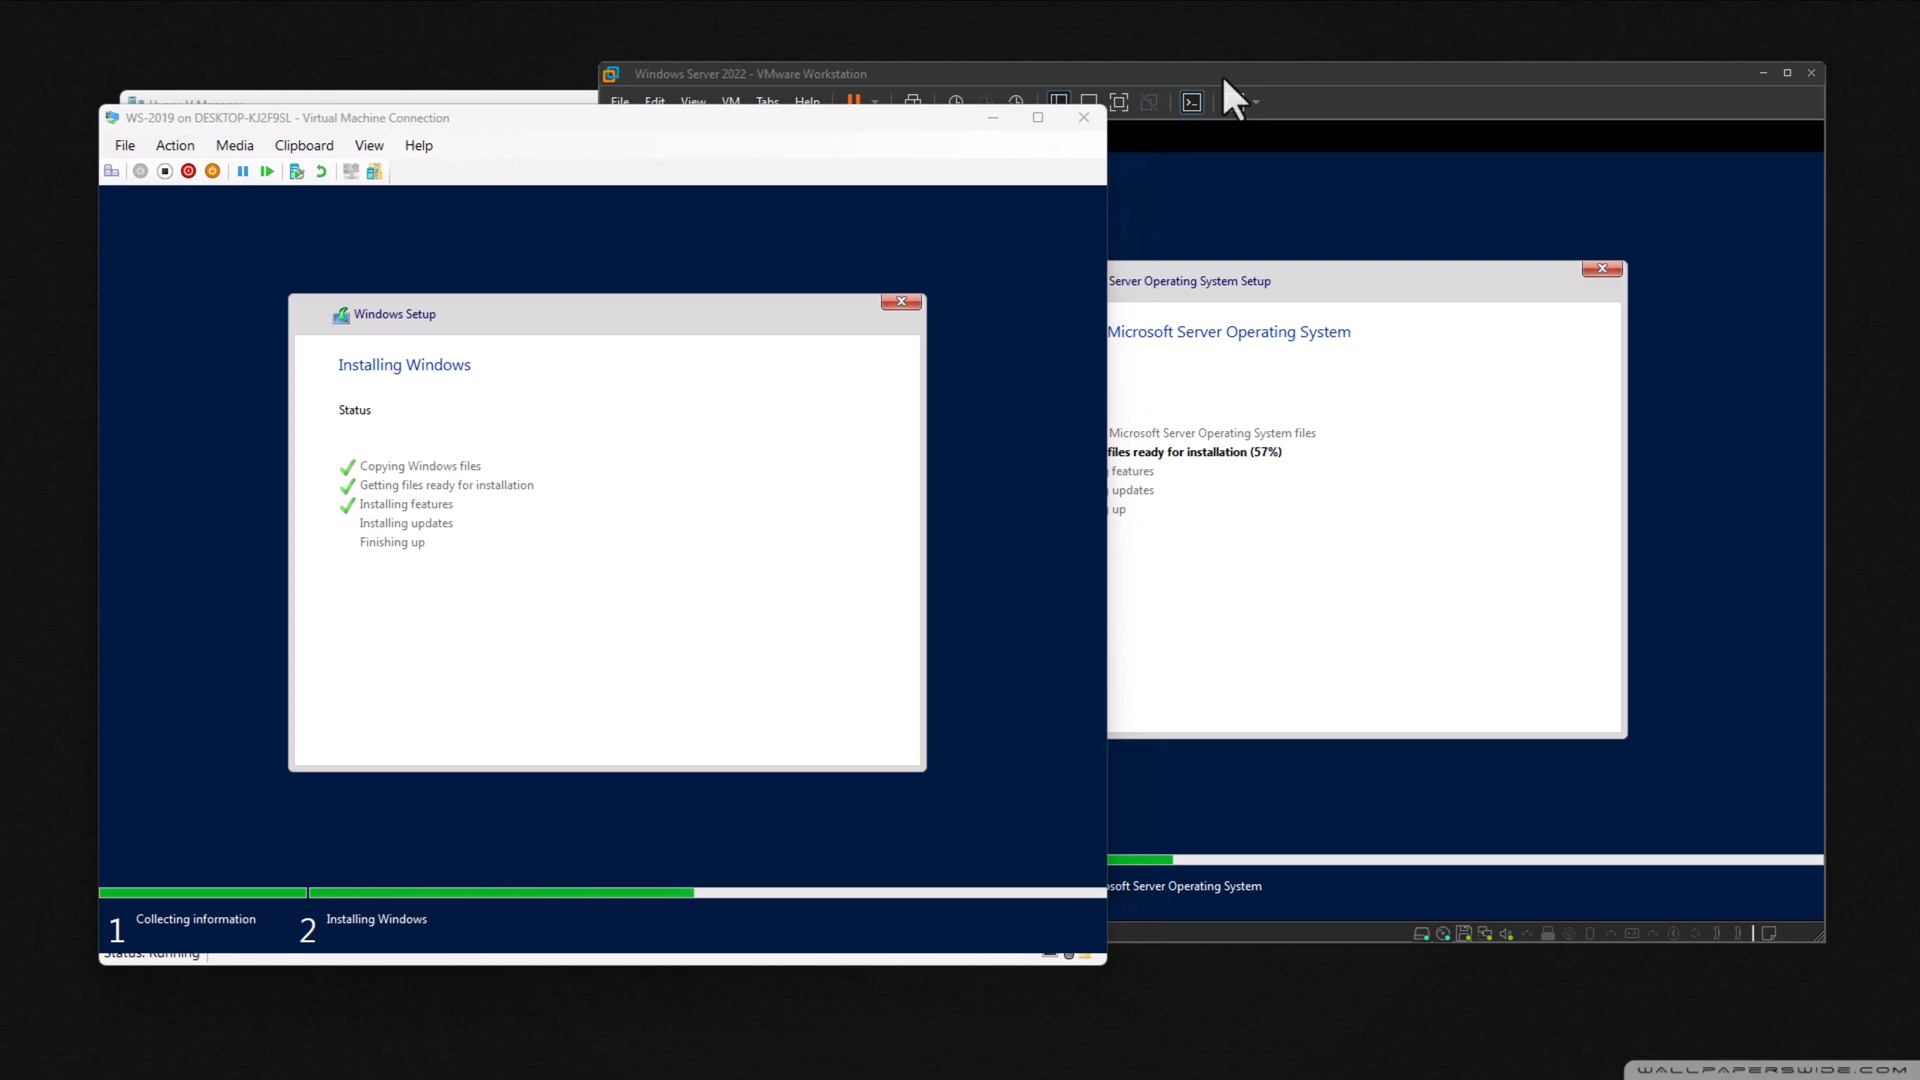 Windows Server 2022 - VMware Workstation
File Edit View VM Tabs Help
Hyper-V Manager
WS-2019 on DESKTOP-KJ2F9SL - Virtual Machine Connection
File Action Media Clipboard View Help
Windows Setup
Installing Windows
Status
Copying Windows files
Getting files ready for installation
Installing features
Installing updates
Finishing up
1 Collecting information
2 Installing Windows
Status: Running
Server Operating System Setup
Microsoft Server Operating System
Microsoft Server Operating System files
files ready for installation (57%)
features
updates
up
soft Server Operating System
WALLPAPERSWIDE.COM